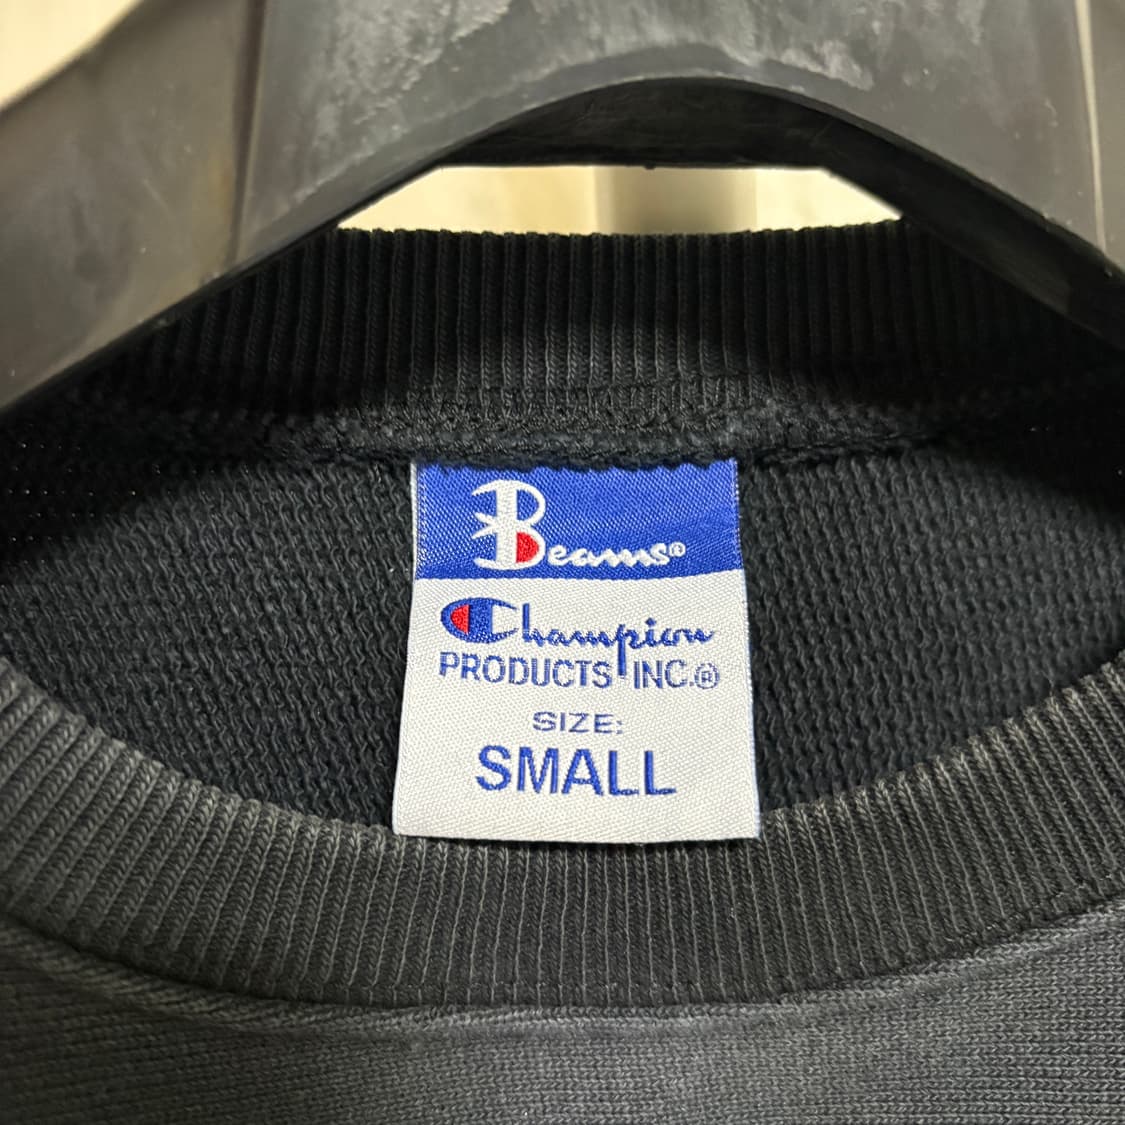 Beams®
Champion
PRODUCTS INC.®
SIZE:
SMALL